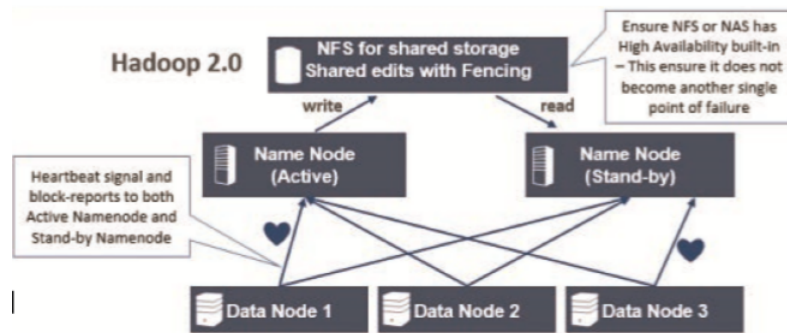 Hadoop 2.0
NFS for shared storage
Shared edits with Fencing
Ensure NFS or NAS has
High Availability built-in
– This ensure it does not
become another single
point of failure
write
read
Name Node
(Active)
Name Node
(Stand-by)
Heartbeat signal and
block-reports to both
Active Namenode and
Stand-by Namenode
Data Node 1
Data Node 2
Data Node 3